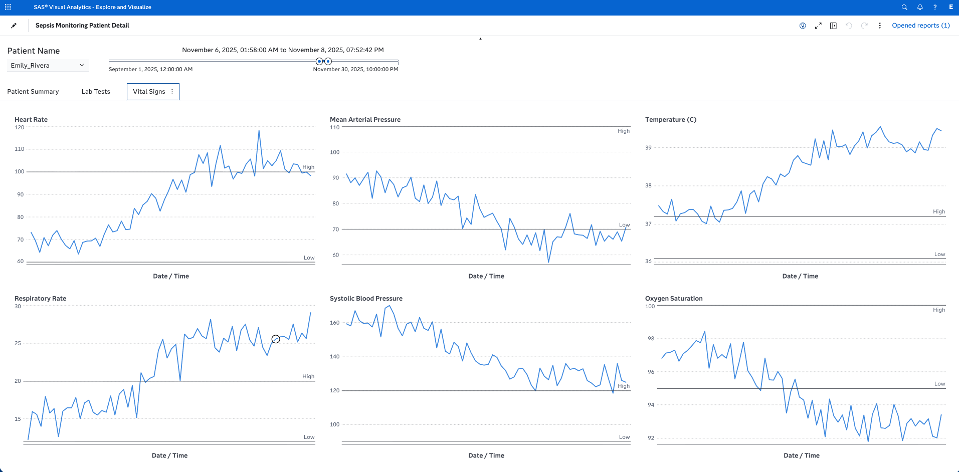 SAS® Visual Analytics - Explore and Visualize
E
Sepsis Monitoring Patient Detail
Opened reports (1)
Patient Name
Emily_Rivera
November 6, 2025, 01:58:00 AM to November 8, 2025, 07:52:42 PM
September 1, 2025, 12:00:00 AM
November 30, 2025, 10:00:00 PM
Patient Summary
Lab Tests
Vital Signs
Heart Rate
120
110
100
90
80
70
60
High
Low
Date / Time
Mean Arterial Pressure
110
100
90
80
70
60
High
Low
Date / Time
Temperature (C)
39
38
37
36
High
Low
Date / Time
Respiratory Rate
30
25
20
15
High
Low
Date / Time
Systolic Blood Pressure
160
140
120
100
High
Low
Date / Time
Oxygen Saturation
100
98
96
94
92
High
Low
Date / Time